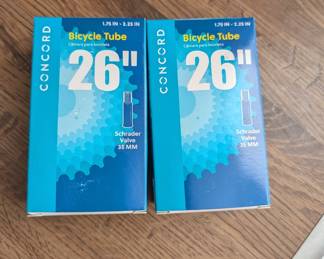 CONCORD
1.75 IN - 2.25 IN
Bicycle Tube
Cámara para bicicleta
26"
Schrader
Valve
35 MM
CONCORD
1.75 IN - 2.25 IN
Bicycle Tube
Cámara para bicicleta
26"
Schrader
Valve
35 MM